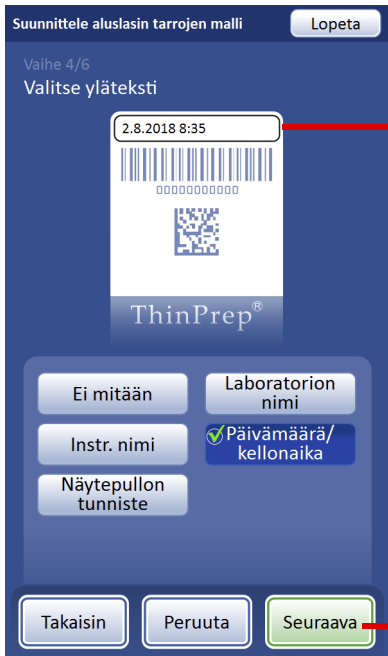 Suunnittele aluslasin tarrojen malli
Lopeta
Vaihe 4/6
Valitse yläteksti
2.8.2018 8:35
ThinPrep®
Ei mitään
Laboratorion
nimi
Instr. nimi
Päivämäärä/
kellonaika
Näytepullon
tunniste
Takaisin
Peruuta
Seuraava